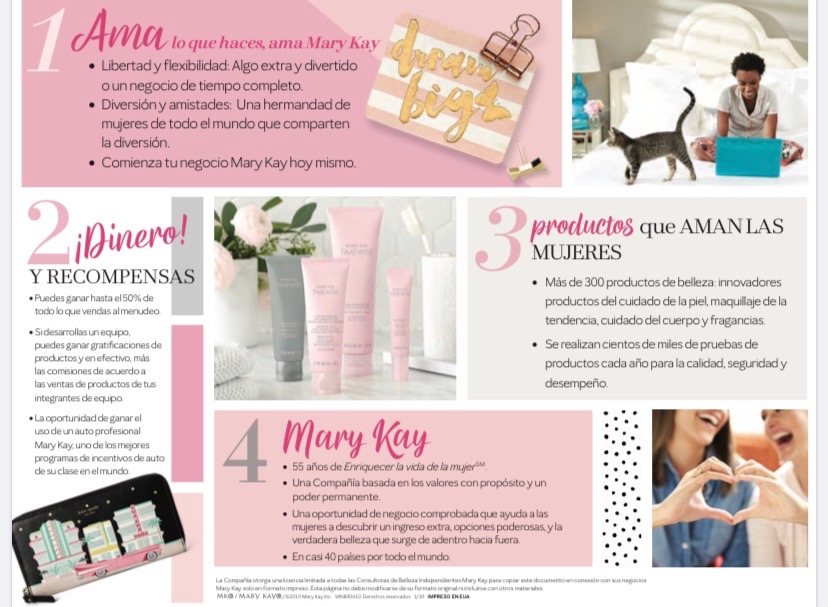 1 Ama lo que haces, ama Mary Kay
• Libertad y flexibilidad: Algo extra y divertido
o un negocio de tiempo completo.
• Diversión y amistades: Una hermandad de
mujeres de todo el mundo que comparten
la diversión.
• Comienza tu negocio Mary Kay hoy mismo.
dream
big
2 ¡Dinero!
Y RECOMPENSAS
• Puedes ganar hasta el 50% de
todo lo que vendas al menudeo.
• Si desarrollas un equipo,
puedes ganar gratificaciones de
productos y en efectivo, más
las comisiones de acuerdo a
las ventas de productos de tus
integrantes de equipo.
• La oportunidad de ganar el
uso de un auto profesional
Mary Kay, uno de los mejores
programas de incentivos de auto
de su clase en el mundo.
TIMEWISE
TIMEWISE
MARY KAY
TIMEWISE
3 productos que AMAN LAS
MUJERES
• Más de 300 productos de belleza: innovadores
productos del cuidado de la piel, maquillaje de la
tendencia, cuidado del cuerpo y fragancias.
• Se realizan cientos de miles de pruebas de
productos cada año para la calidad, seguridad y
desempeño.
4 Mary Kay
• 55 años de Enriquecer la vida de la mujer℠.
• Una Compañía basada en los valores con propósito y un
poder permanente.
• Una oportunidad de negocio comprobada que ayuda a las
mujeres a descubrir un ingreso extra, opciones poderosas, y la
verdadera belleza que surge de adentro hacia fuera.
• En casi 40 países por todo el mundo.
La Compañía otorga una licencia limitada a todas las Consultoras de Belleza Independientes Mary Kay para copiar este documento en conexión con sus negocios
Mary Kay solo en formato impreso. Esta página no debe modificarse de su formato original ni incluirse con otros materiales.
MK® / MARY KAY® / ©2019 Mary Kay Inc. Derechos reservados 1/19 IMPRESO EN EUA